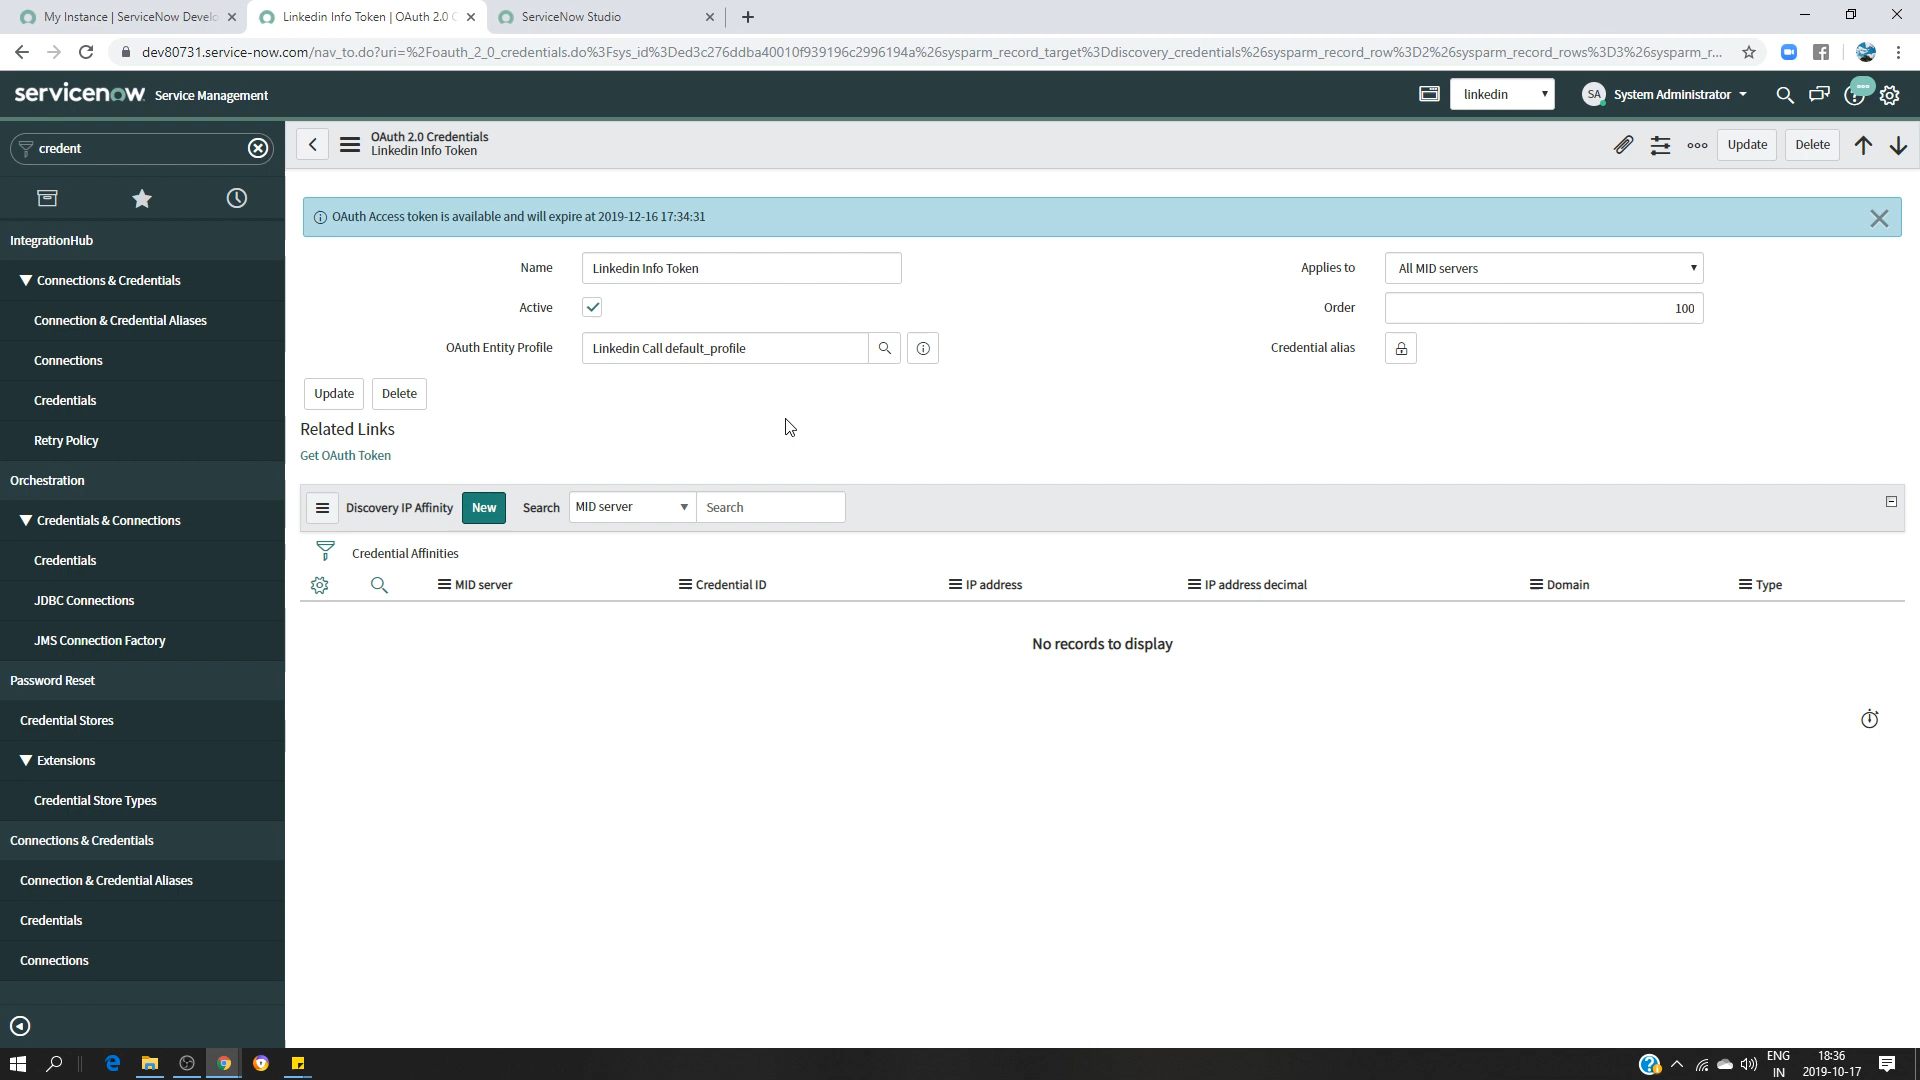 My Instance | ServiceNow Develo
Linkedin Info Token | OAuth 2.0 C
ServiceNow Studio
dev80731.service-now.com/nav_to.do?uri=%2Foauth_2_0_credentials.do%3Fsys_id%3Ded3c276ddba40010f939196c2996194a%26sysparm_record_target%3Ddiscovery_credentials%26sysparm_record_row%3D2%26sysparm_record_rows%3D3%26sysparm_r...
servicenow Service Management
linkedin
SA System Administrator
credent
OAuth 2.0 Credentials
Linkedin Info Token
Update
Delete
IntegrationHub
Connections & Credentials
Connection & Credential Aliases
Connections
Credentials
Retry Policy
Orchestration
Credentials & Connections
Credentials
JDBC Connections
JMS Connection Factory
Password Reset
Credential Stores
Extensions
Credential Store Types
Connections & Credentials
Connection & Credential Aliases
Credentials
Connections
OAuth Access token is available and will expire at 2019-12-16 17:34:31
Name Linkedin Info Token
Applies to All MID servers
Active
Order 100
OAuth Entity Profile Linkedin Call default_profile
Credential alias
Update Delete
Related Links
Get OAuth Token
Discovery IP Affinity New Search MID server Search
Credential Affinities
MID server Credential ID IP address IP address decimal Domain Type
No records to display
ENG
IN
18:36
2019-10-17